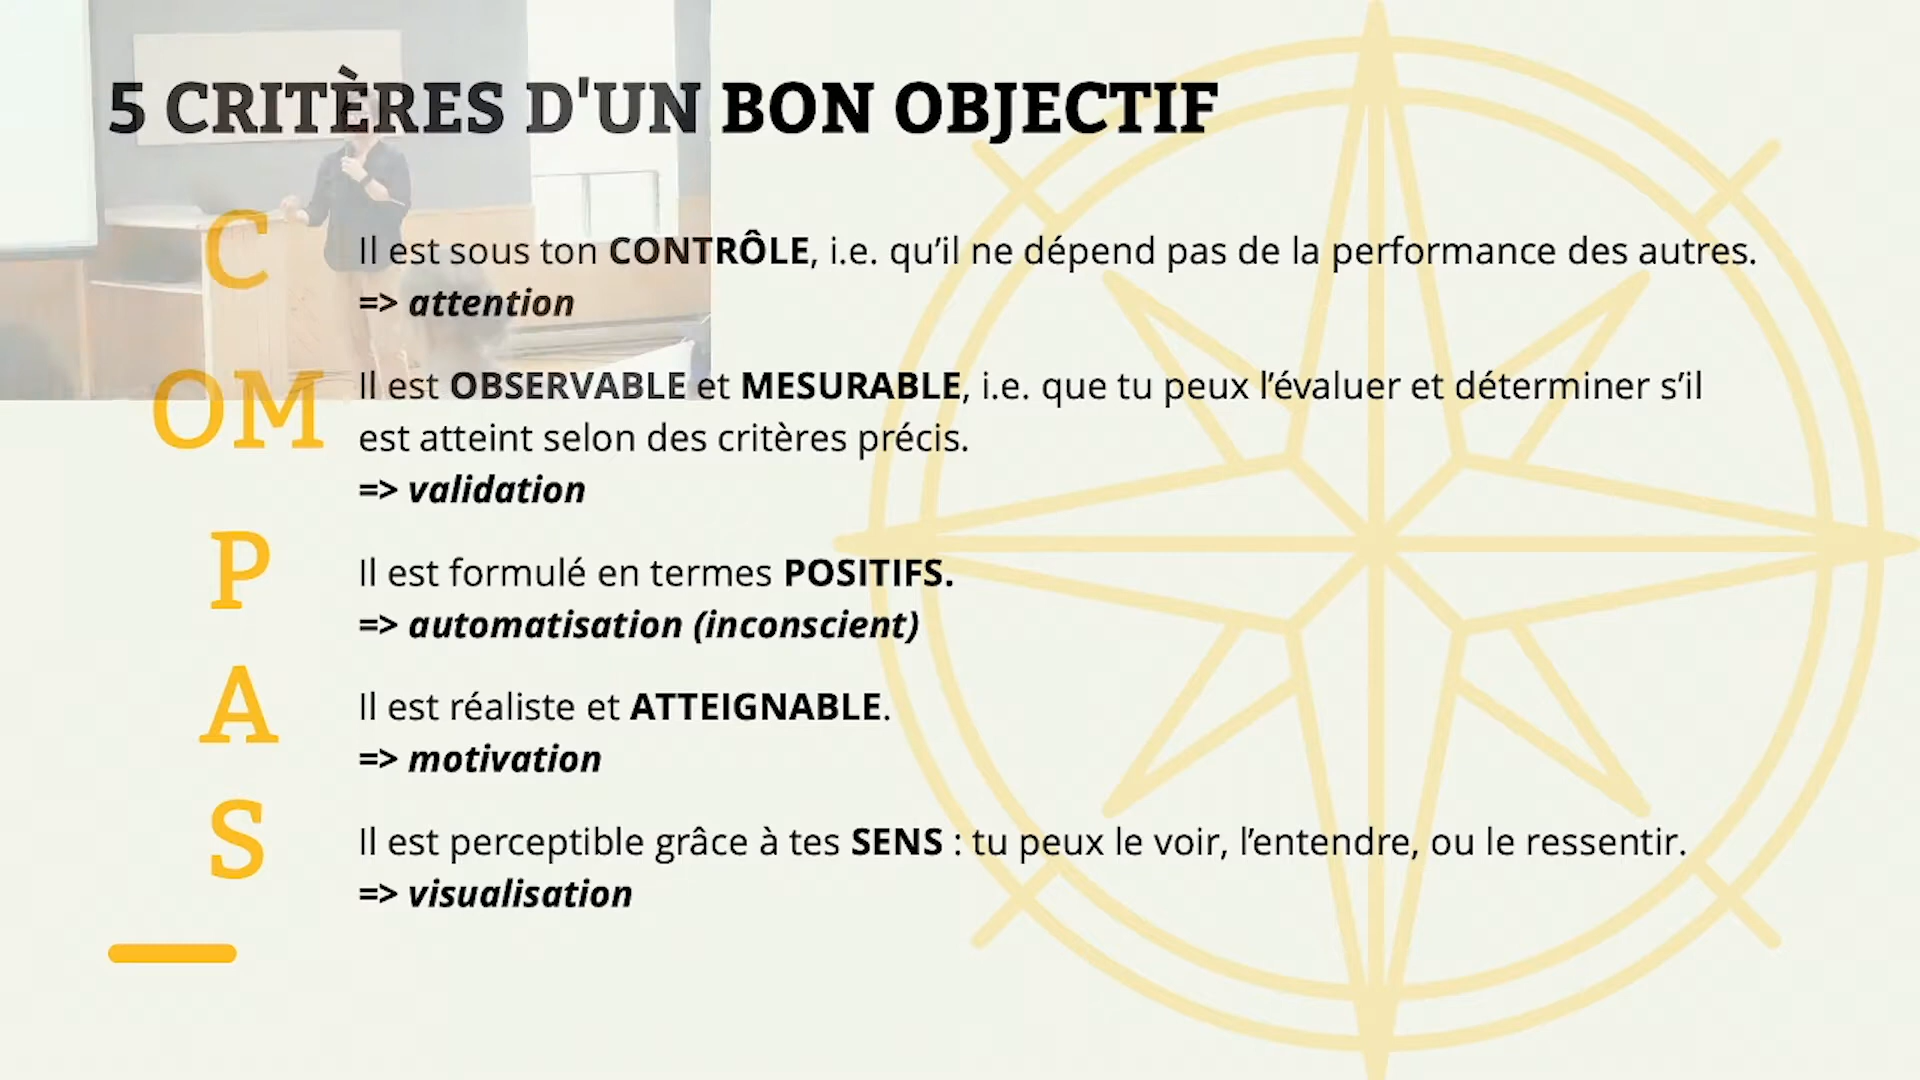 5 CRITÈRES D'UN BON OBJECTIF
C
Il est sous ton CONTRÔLE, i.e. qu’il ne dépend pas de la performance des autres.
=> attention
OM
Il est OBSERVABLE et MESURABLE, i.e. que tu peux l’évaluer et déterminer s’il
est atteint selon des critères précis.
=> validation
P
Il est formulé en termes POSITIFS.
=> automatisation (inconscient)
A
Il est réaliste et ATTEIGNABLE.
=> motivation
S
Il est perceptible grâce à tes SENS : tu peux le voir, l’entendre, ou le ressentir.
=> visualisation